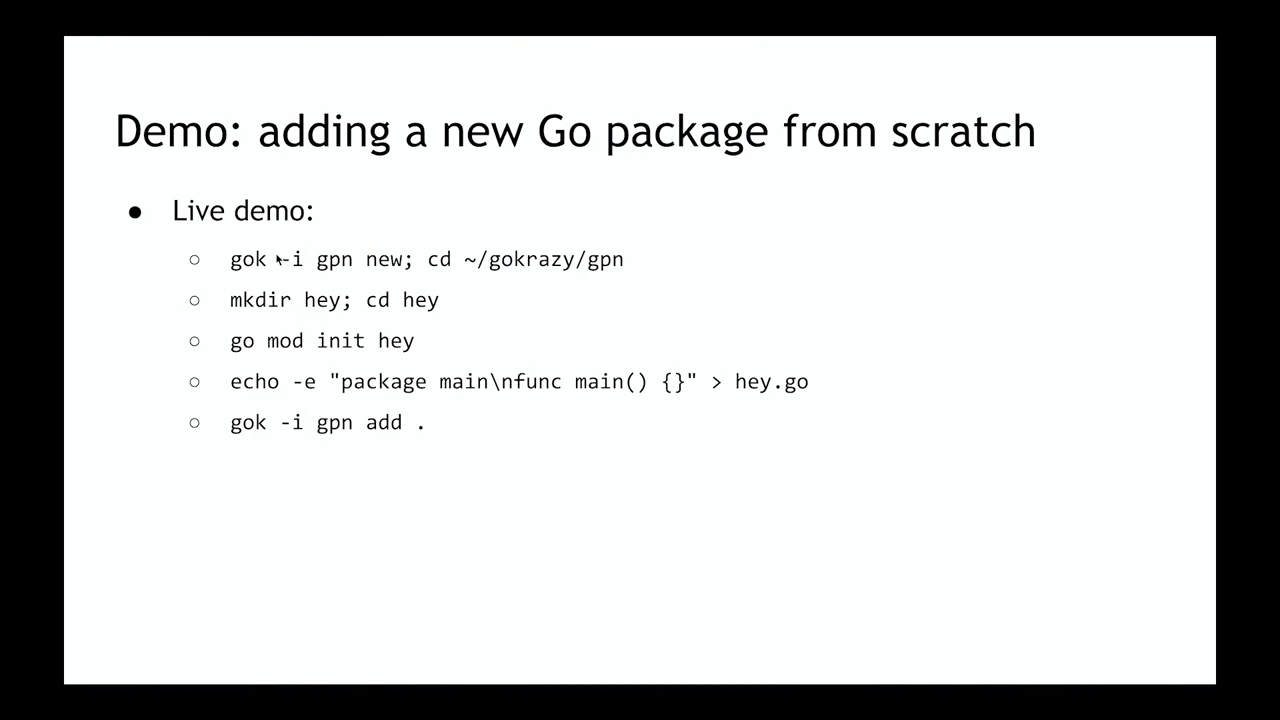 Demo: adding a new Go package from scratch
● Live demo:
○ gok -i gpn new; cd ~/gokrazy/gpn
○ mkdir hey; cd hey
○ go mod init hey
○ echo -e "package main\nfunc main() {}" > hey.go
○ gok -i gpn add .